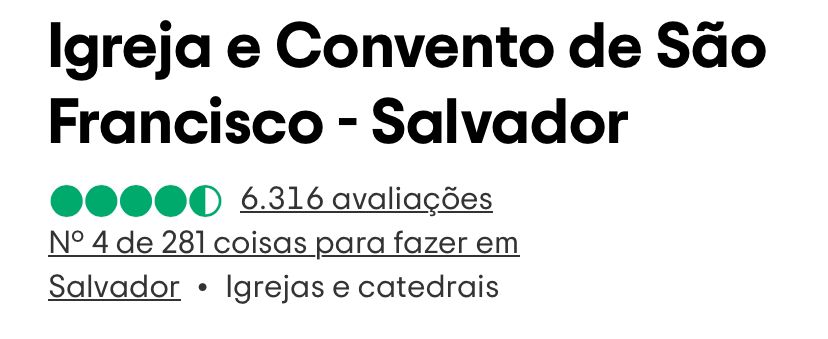 Igreja e Convento de São
Francisco - Salvador
6.316 avaliações
Nº 4 de 281 coisas para fazer em
Salvador • Igrejas e catedrais